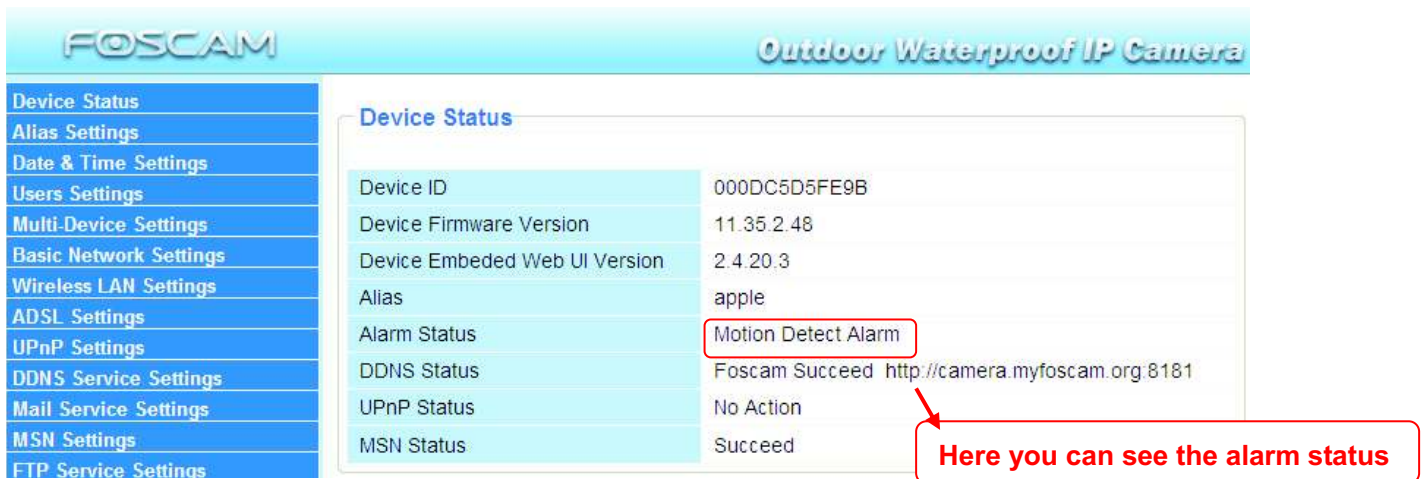 FOSCAM
Outdoor Waterproof IP Camera
Device Status
Alias Settings
Date & Time Settings
Users Settings
Multi-Device Settings
Basic Network Settings
Wireless LAN Settings
ADSL Settings
UPnP Settings
DDNS Service Settings
Mail Service Settings
MSN Settings
FTP Service Settings
Device Status
Device ID 000DC5D5FE9B
Device Firmware Version 11.35.2.48
Device Embeded Web UI Version 2.4.20.3
Alias apple
Alarm Status Motion Detect Alarm
DDNS Status Foscam Succeed http://camera.myfoscam.org:8181
UPnP Status No Action
MSN Status Succeed
Here you can see the alarm status